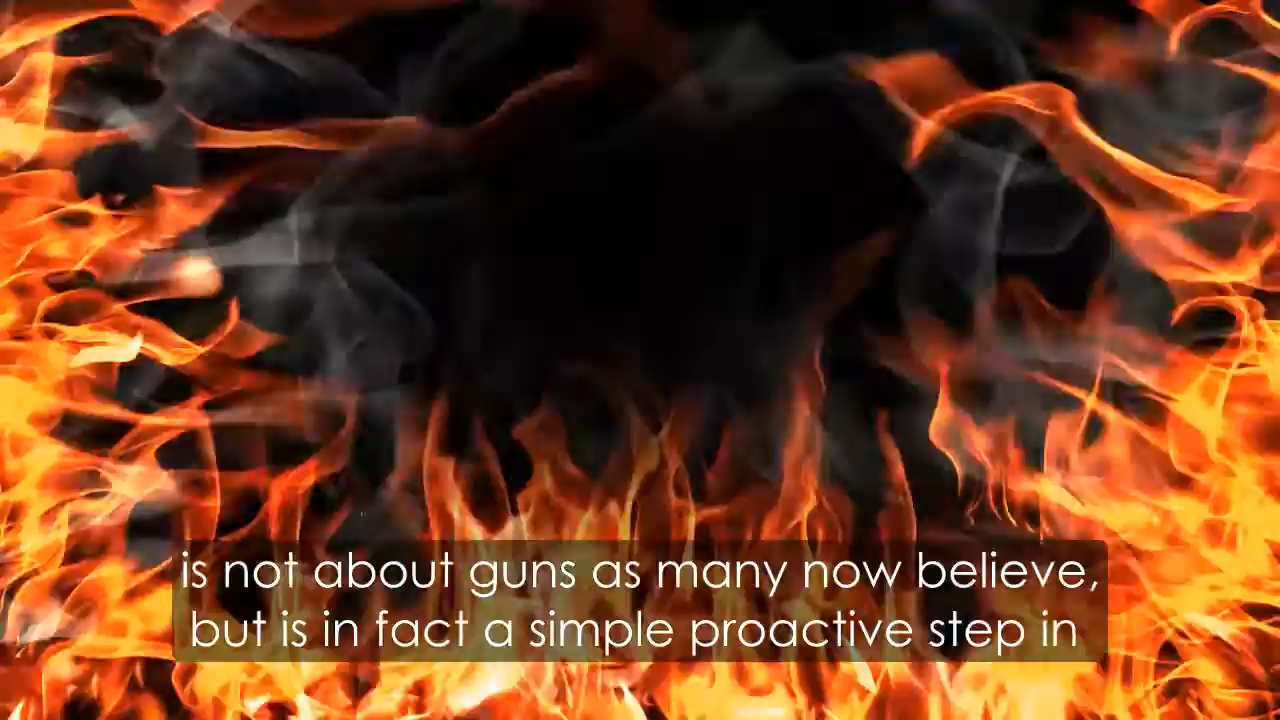 is not about guns as many now believe,
but is in fact a simple proactive step in